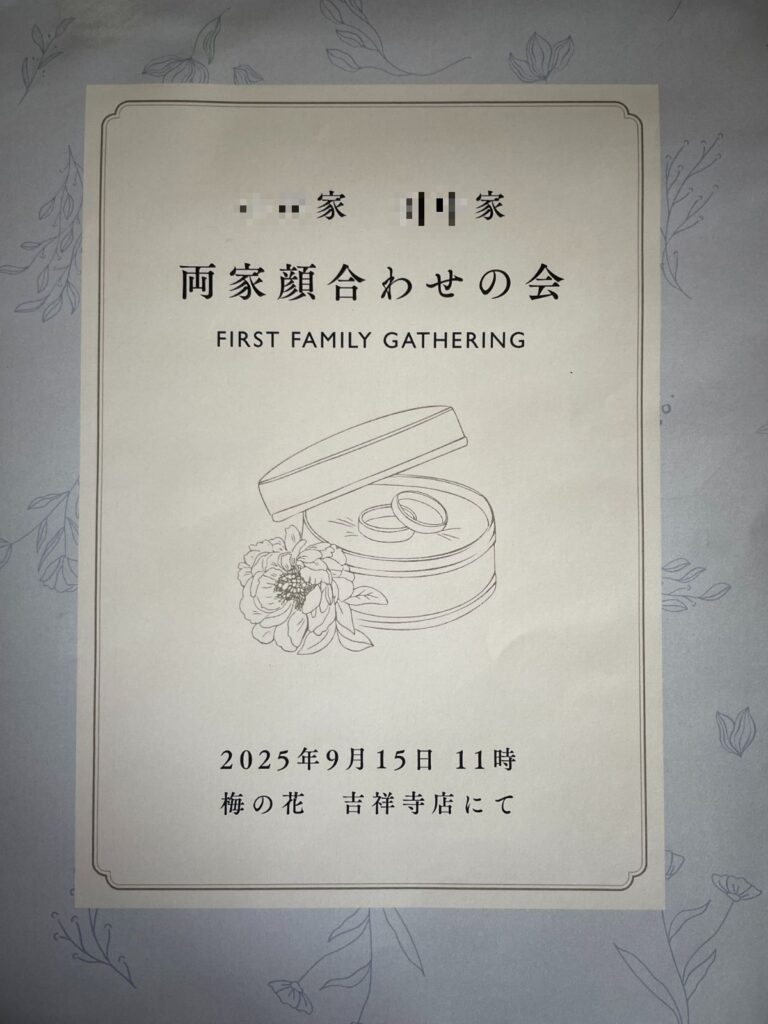 家　家
両家顔合わせの会
FIRST FAMILY GATHERING
2025年9月15日 11時
梅の花　吉祥寺店にて